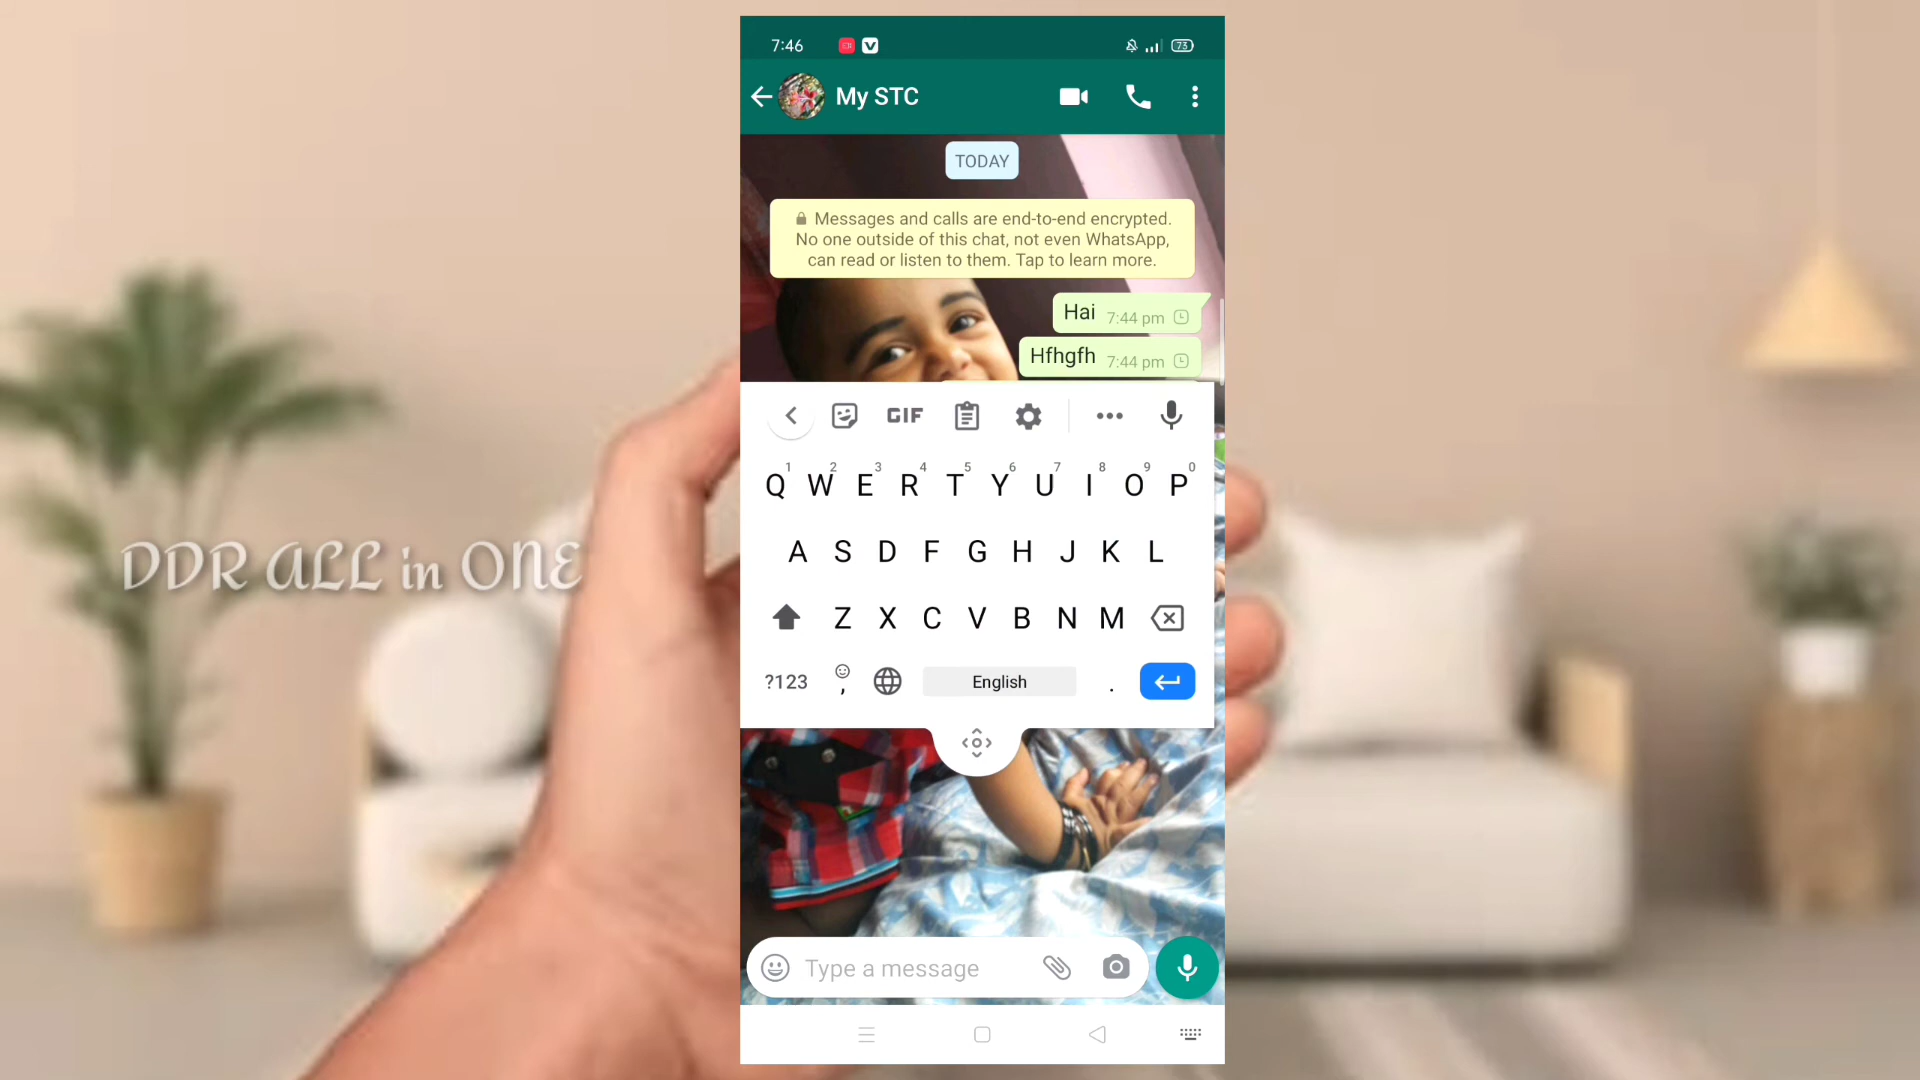 7:46
73
My STC
TODAY
Messages and calls are end-to-end encrypted.
No one outside of this chat, not even WhatsApp,
can read or listen to them. Tap to learn more.
Hai 7:44 pm
Hfhgfh 7:44 pm
GIF
1 2 3 4 5 6 7 8 9 0
Q W E R T Y U I O P
A S D F G H J K L
DDR ALL in ONE
Z X C V B N M
?123 , English .
Type a message